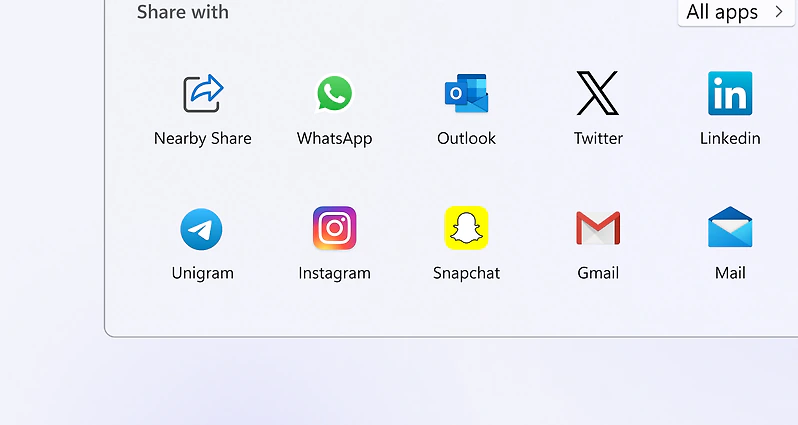 Share with
All apps
Nearby Share
WhatsApp
Outlook
Twitter
Linkedin
Unigram
Instagram
Snapchat
Gmail
Mail